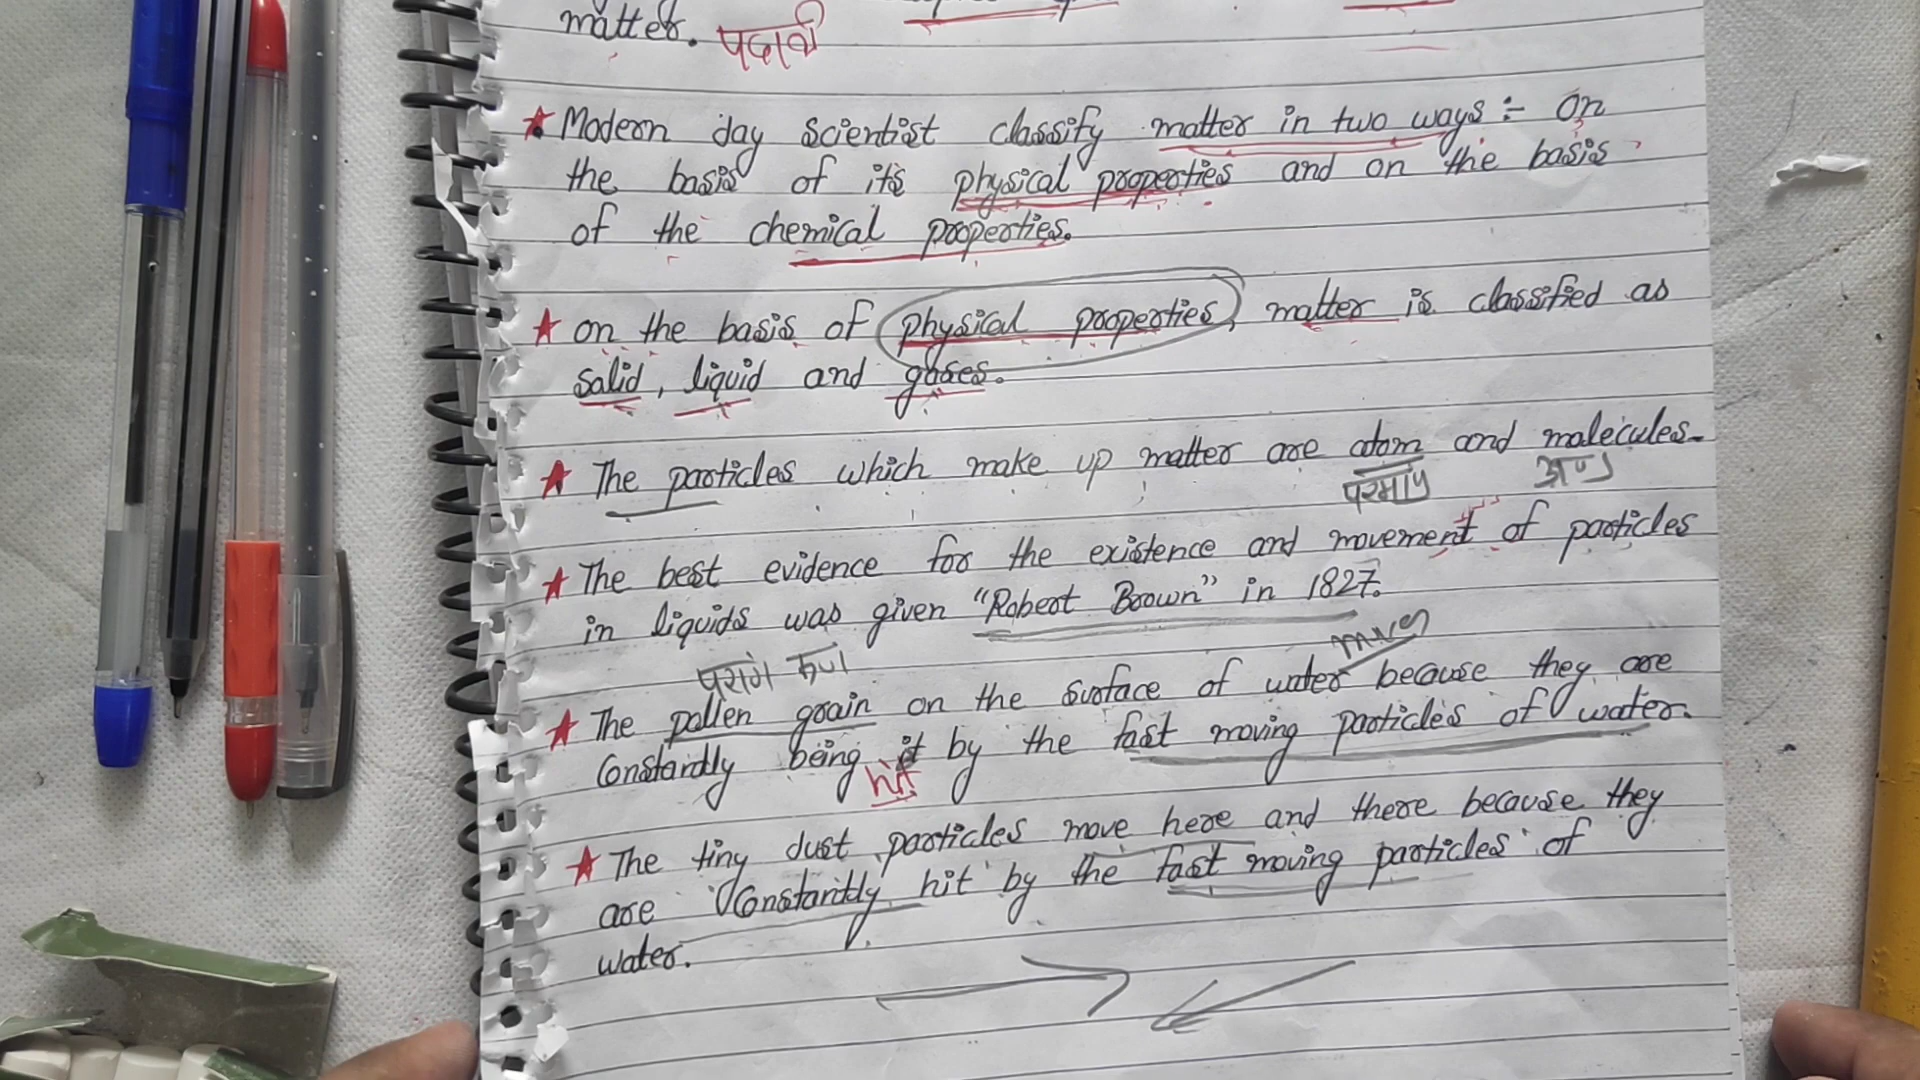 matter. पदार्थ
★ Modern day scientist classify matter in two ways :- On
the basis of its physical properties and on the basis
of the chemical properties.
★ on the basis of physical properties, matter is classified as
solid, liquid and gases.
★ The particles which make up matter are atom and molecules.
परमाणु अणु
★ The best evidence for the existence and movement of particles
in liquids was given "Robert Brown" in 1827.
पराग कण moves
★ The pollen grain on the surface of water because they are
Constantly being it by the fast moving particles of water.
hit
★ The tiny dust particles move here and there because they
are Constantly hit by the fast moving particles of
water.